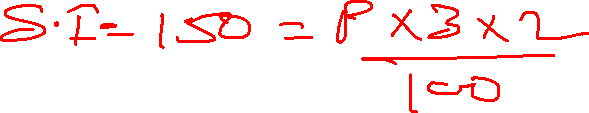 S.I = 150 = P × 3 × 2
100